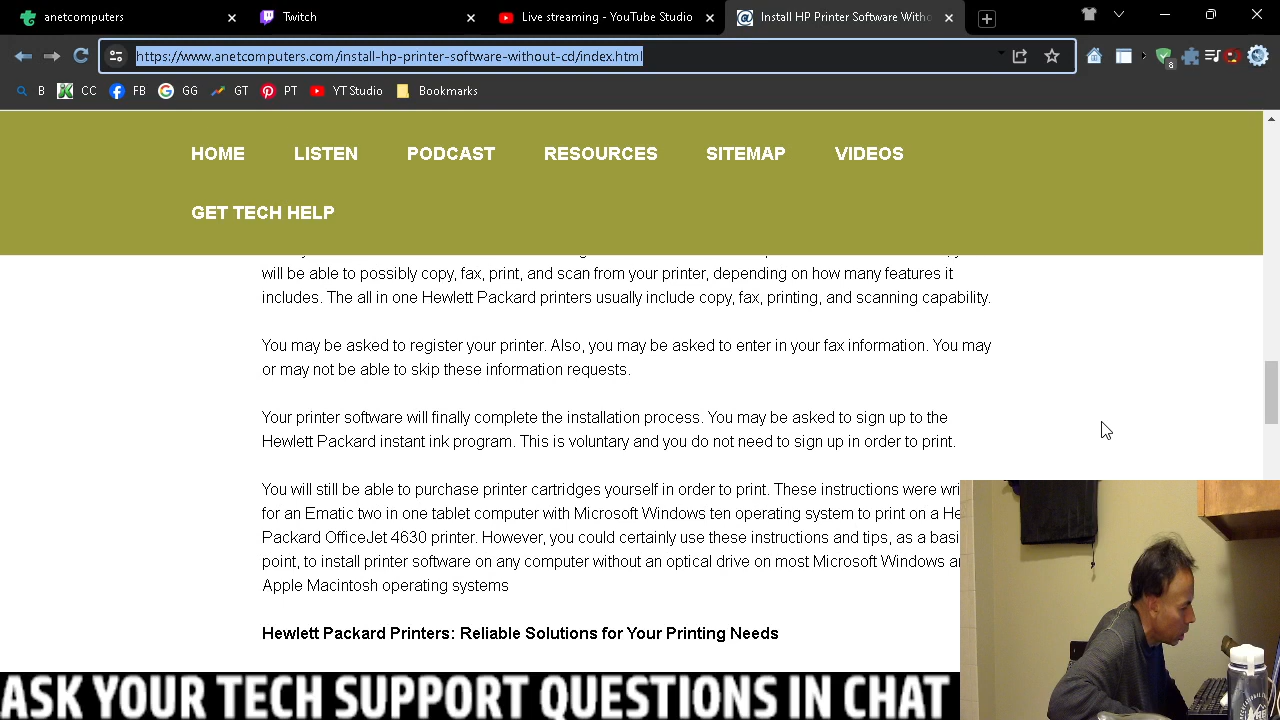 anetcomputers
Twitch
Live streaming - YouTube Studio
Install HP Printer Software Witho
https://www.anetcomputers.com/install-hp-printer-software-without-cd/index.html
8
B CC FB GG GT PT YT Studio Bookmarks
HOME LISTEN PODCAST RESOURCES SITEMAP VIDEOS
GET TECH HELP
will be able to possibly copy, fax, print, and scan from your printer, depending on how many features it
includes. The all in one Hewlett Packard printers usually include copy, fax, printing, and scanning capability.
You may be asked to register your printer. Also, you may be asked to enter in your fax information. You may
or may not be able to skip these information requests.
Your printer software will finally complete the installation process. You may be asked to sign up to the
Hewlett Packard instant ink program. This is voluntary and you do not need to sign up in order to print.
You will still be able to purchase printer cartridges yourself in order to print. These instructions were wri
for an Ematic two in one tablet computer with Microsoft Windows ten operating system to print on a He
Packard OfficeJet 4630 printer. However, you could certainly use these instructions and tips, as a basi
point, to install printer software on any computer without an optical drive on most Microsoft Windows a
Apple Macintosh operating systems
Hewlett Packard Printers: Reliable Solutions for Your Printing Needs
ASK YOUR TECH SUPPORT QUESTIONS IN CHAT